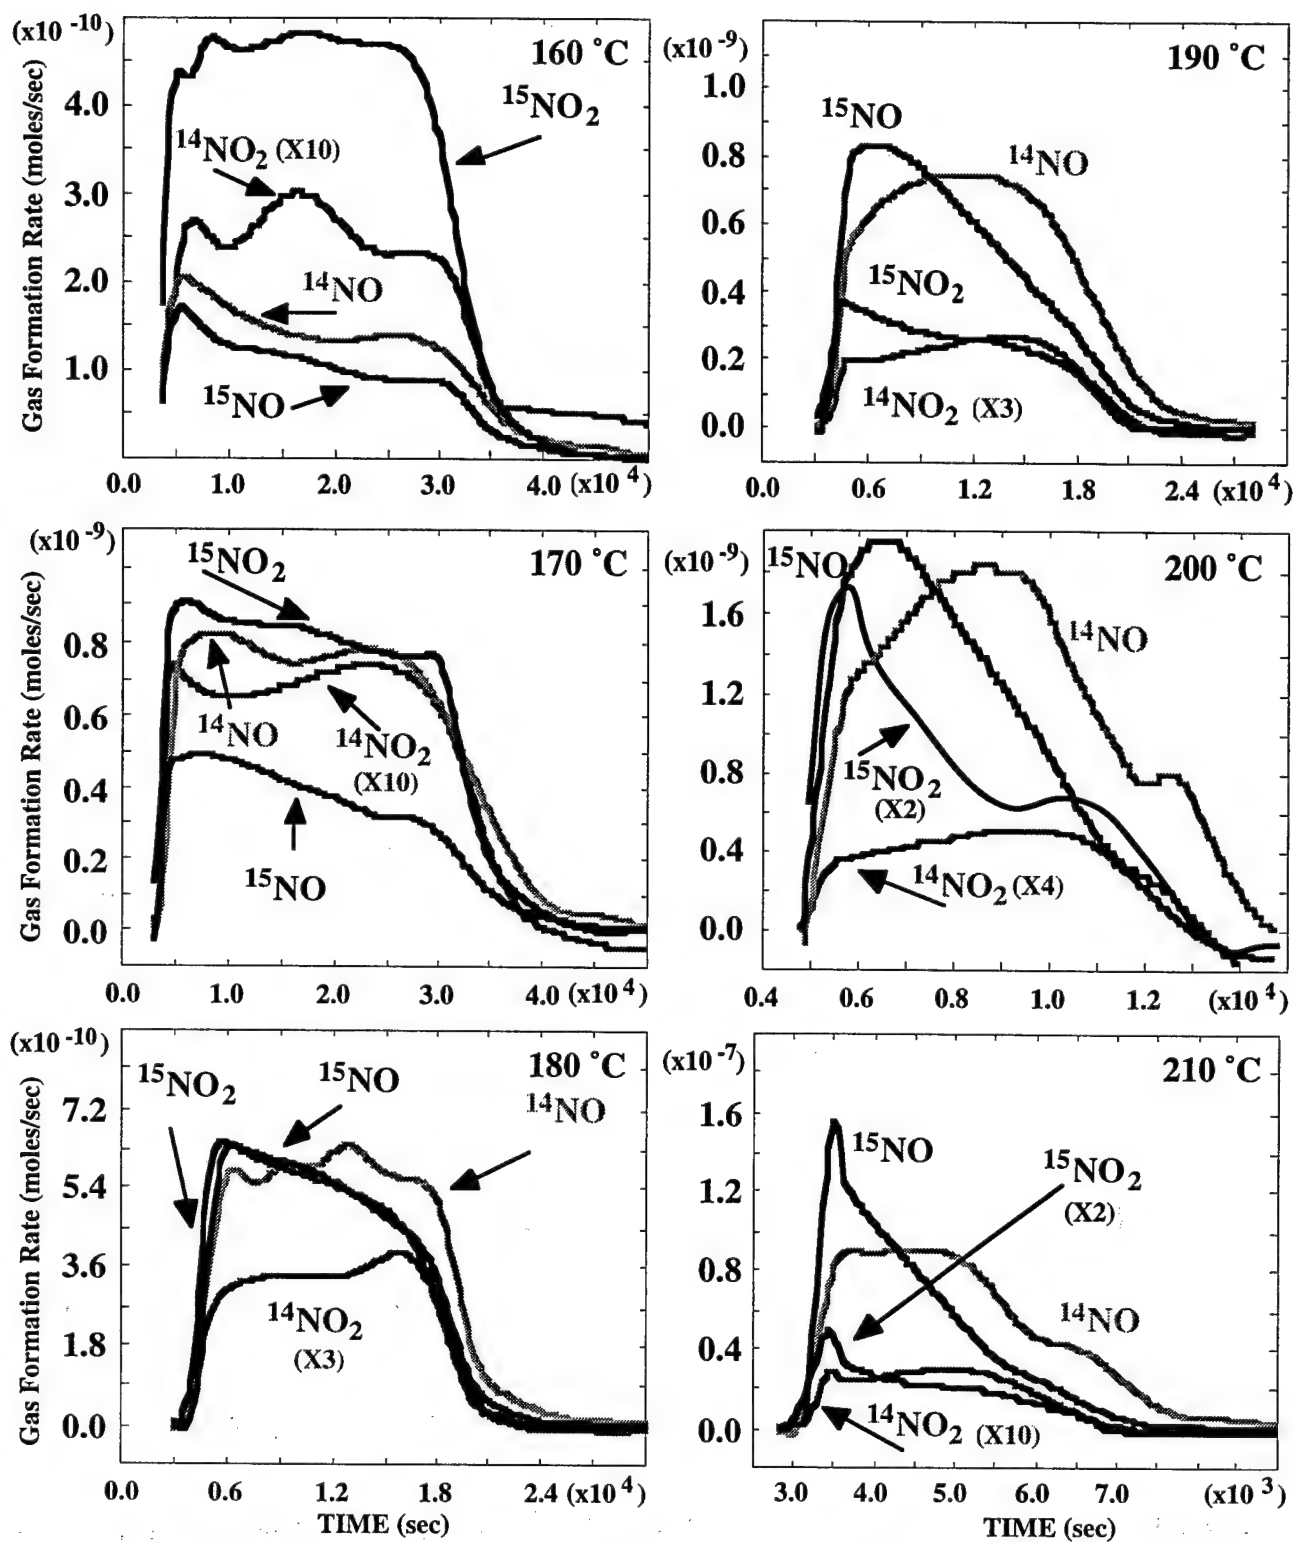 (x10 -10)
160 °C
Gas Formation Rate (moles/sec)
4.0
3.0
2.0
1.0
15NO2
14NO2 (X10)
14NO
15NO
0.0 1.0 2.0 3.0 4.0 (x10 4)
(x10 -9)
190 °C
1.0
0.8
0.6
0.4
0.2
0.0
15NO
14NO
15NO2
14NO2 (X3)
0.0 0.6 1.2 1.8 2.4 (x10 4)
(x10 -9)
170 °C
Gas Formation Rate (moles/sec)
0.8
0.6
0.4
0.2
0.0
15NO2
14NO
14NO2
(X10)
15NO
0.0 1.0 2.0 3.0 4.0 (x10 4)
(x10 -9)
200 °C
1.6
1.2
0.8
0.4
0.0
15NO
14NO
15NO2
(X2)
14NO2 (X4)
0.4 0.6 0.8 1.0 1.2 (x10 4)
(x10 -10)
180 °C
Gas Formation Rate (moles/sec)
7.2
5.4
3.6
1.8
0.0
15NO2
15NO
14NO
14NO2
(X3)
0.0 0.6 1.2 1.8 2.4 (x10 4)
TIME (sec)
(x10 -7)
210 °C
1.6
1.2
0.8
0.4
0.0
15NO
15NO2
(X2)
14NO
14NO2 (X10)
3.0 4.0 5.0 6.0 7.0 (x10 3)
TIME (sec)